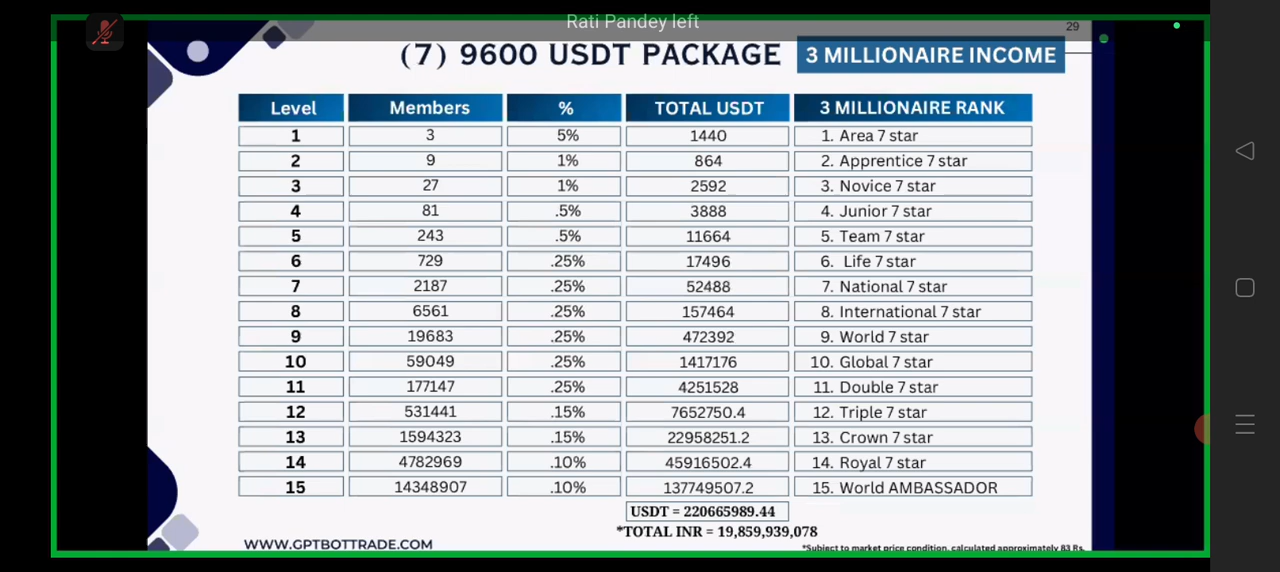 Rati Pandey left
29
(7) 9600 USDT PACKAGE 3 MILLIONAIRE INCOME
Level Members % TOTAL USDT 3 MILLIONAIRE RANK
1 3 5% 1440 1. Area 7 star
2 9 1% 864 2. Apprentice 7 star
3 27 1% 2592 3. Novice 7 star
4 81 .5% 3888 4. Junior 7 star
5 243 .5% 11664 5. Team 7 star
6 729 .25% 17496 6. Life 7 star
7 2187 .25% 52488 7. National 7 star
8 6561 .25% 157464 8. International 7 star
9 19683 .25% 472392 9. World 7 star
10 59049 .25% 1417176 10. Global 7 star
11 177147 .25% 4251528 11. Double 7 star
12 531441 .15% 7652750.4 12. Triple 7 star
13 1594323 .15% 22958251.2 13. Crown 7 star
14 4782969 .10% 45916502.4 14. Royal 7 star
15 14348907 .10% 137749507.2 15. World AMBASSADOR
USDT = 220665989.44
*TOTAL INR = 19,859,939,078
WWW.GPTBOTTRADE.COM
*Subject to market price condition, calculated approximately 83 Rs.